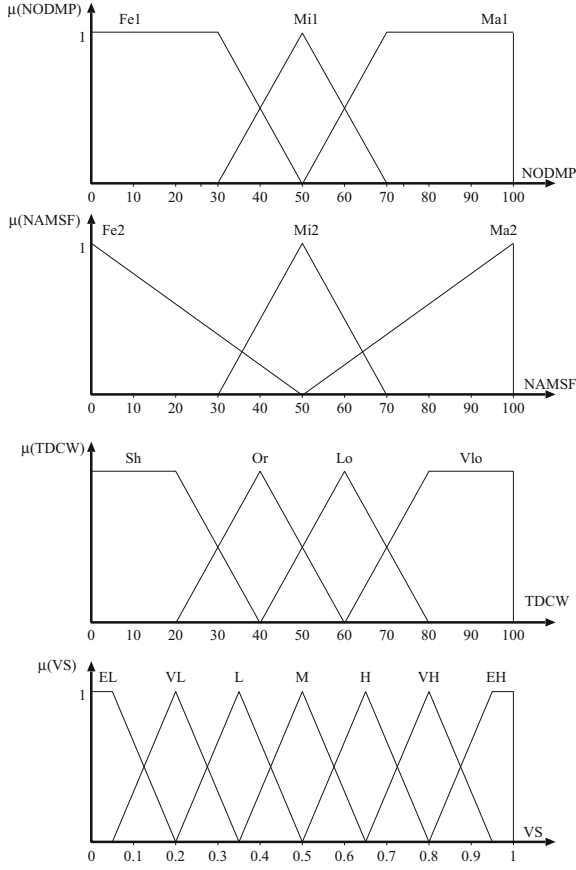 μ(NODMP)
Fe1 Mi1 Ma1
1
NODMP
0 10 20 30 40 50 60 70 80 90 100
μ(NAMSF)
Fe2 Mi2 Ma2
1
NAMSF
0 10 20 30 40 50 60 70 80 90 100
μ(TDCW)
Sh Or Lo Vlo
TDCW
0 10 20 30 40 50 60 70 80 90 100
μ(VS)
EL VL L M H VH EH
1
VS
0 0.1 0.2 0.3 0.4 0.5 0.6 0.7 0.8 0.9 1